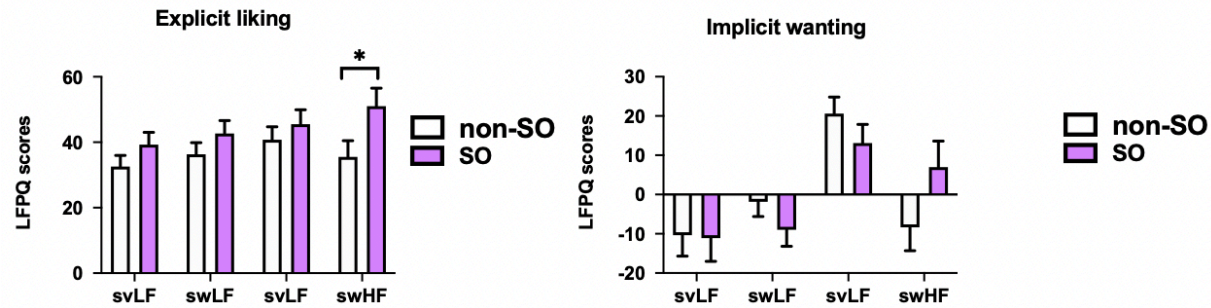 Explicit liking
*
60
40
20
0
LFPQ scores
svLF swLF svLF swHF
non-SO
SO
Implicit wanting
30
20
10
0
-10
-20
LFPQ scores
svLF swLF svLF swHF
non-SO
SO